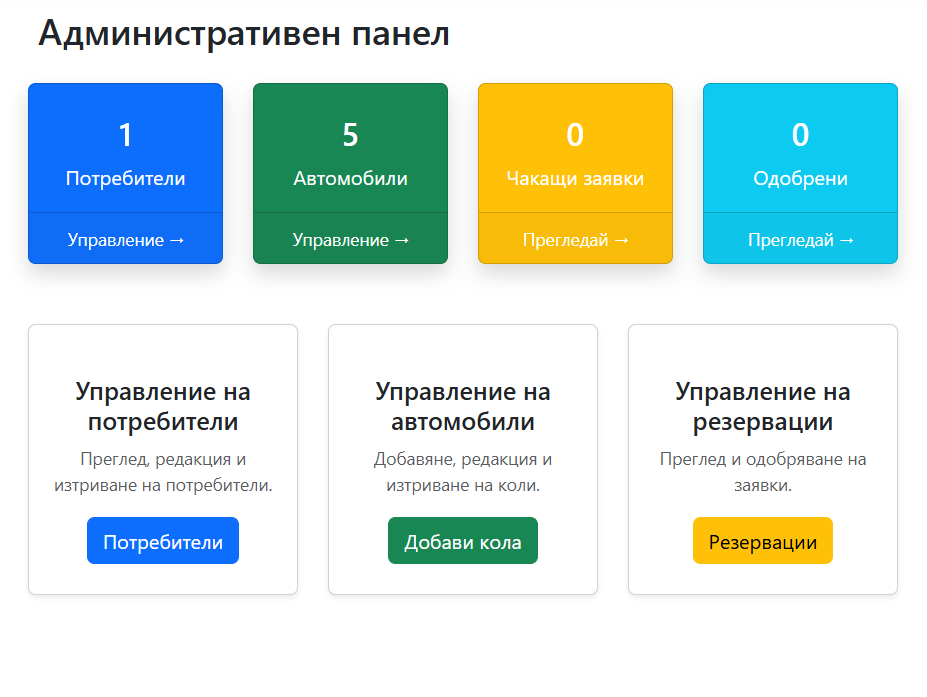 Административен панел
1
Потребители
Управление →
5
Автомобили
Управление →
0
Чакащи заявки
Прегледай →
0
Одобрени
Прегледай →
Управление на
потребители
Преглед, редакция и
изтриване на потребители.
Потребители
Управление на
автомобили
Добавяне, редакция и
изтриване на коли.
Добави кола
Управление на
резервации
Преглед и одобряване на
заявки.
Резервации